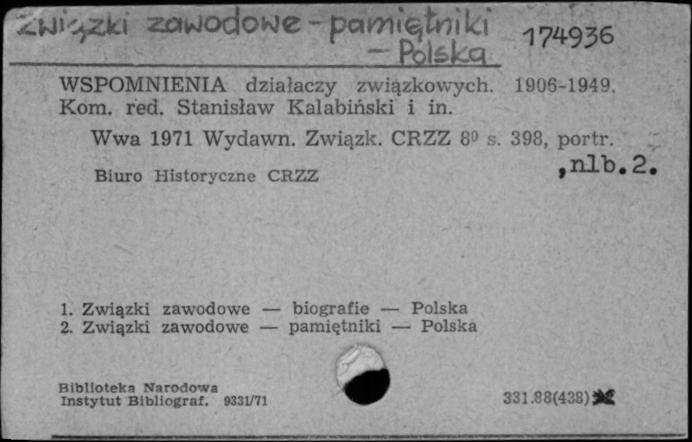 Związki zawodowe - pamiętniki
- Polska
174936
WSPOMNIENIA działaczy związkowych. 1906-1949.
Kom. red. Stanisław Kalabiński i in.
Wwa 1971 Wydawn. Związk. CRZZ 8⁰ s. 398, portr.
, nlb. 2.
Biuro Historyczne CRZZ
1. Związki zawodowe — biografie — Polska
2. Związki zawodowe — pamiętniki — Polska
Biblioteka Narodowa
Instytut Bibliograf. 9331/71
331.88(438)